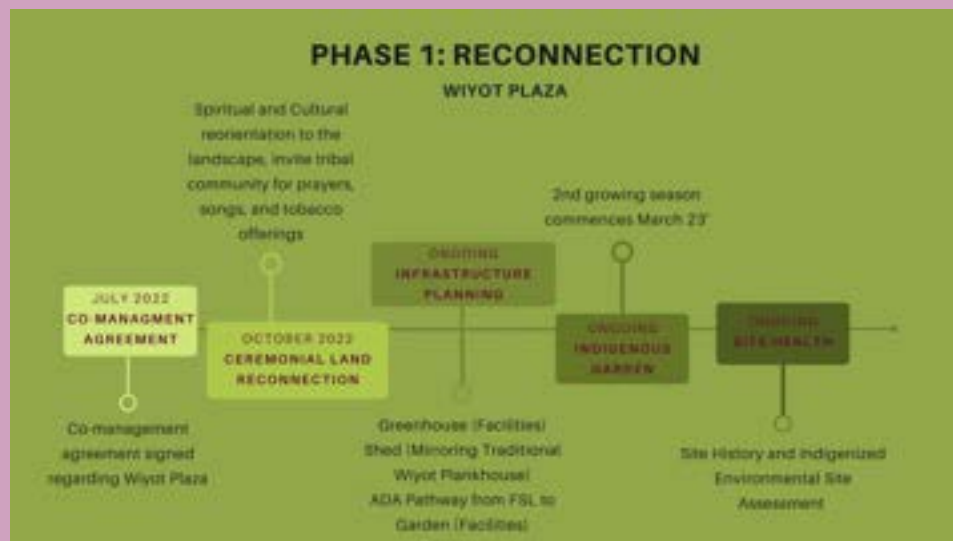 PHASE 1: RECONNECTION
WIYOT PLAZA
Spiritual and Cultural
reorientation to the
landscape, invite tribal
community for prayers,
songs, and tobacco
offerings
2nd growing season
commences March 23'
ONGOING
INFRASTRUCTURE
PLANNING
JULY 2022
CO-MANAGMENT
AGREEMENT
OCTOBER 2022
CEREMONIAL LAND
RECONNECTION
ONGOING
INDIGENOUS
GARDEN
ONGOING
SITE HEALTH
Co-management
agreement signed
regarding Wiyot Plaza
Greenhouse (Facilities)
Shed (Mirroring Traditional
Wiyot Plankhouse)
ADA Pathway from FSL to
Garden (Facilities)
Site History and Indigenized
Environmental Site
Assessment